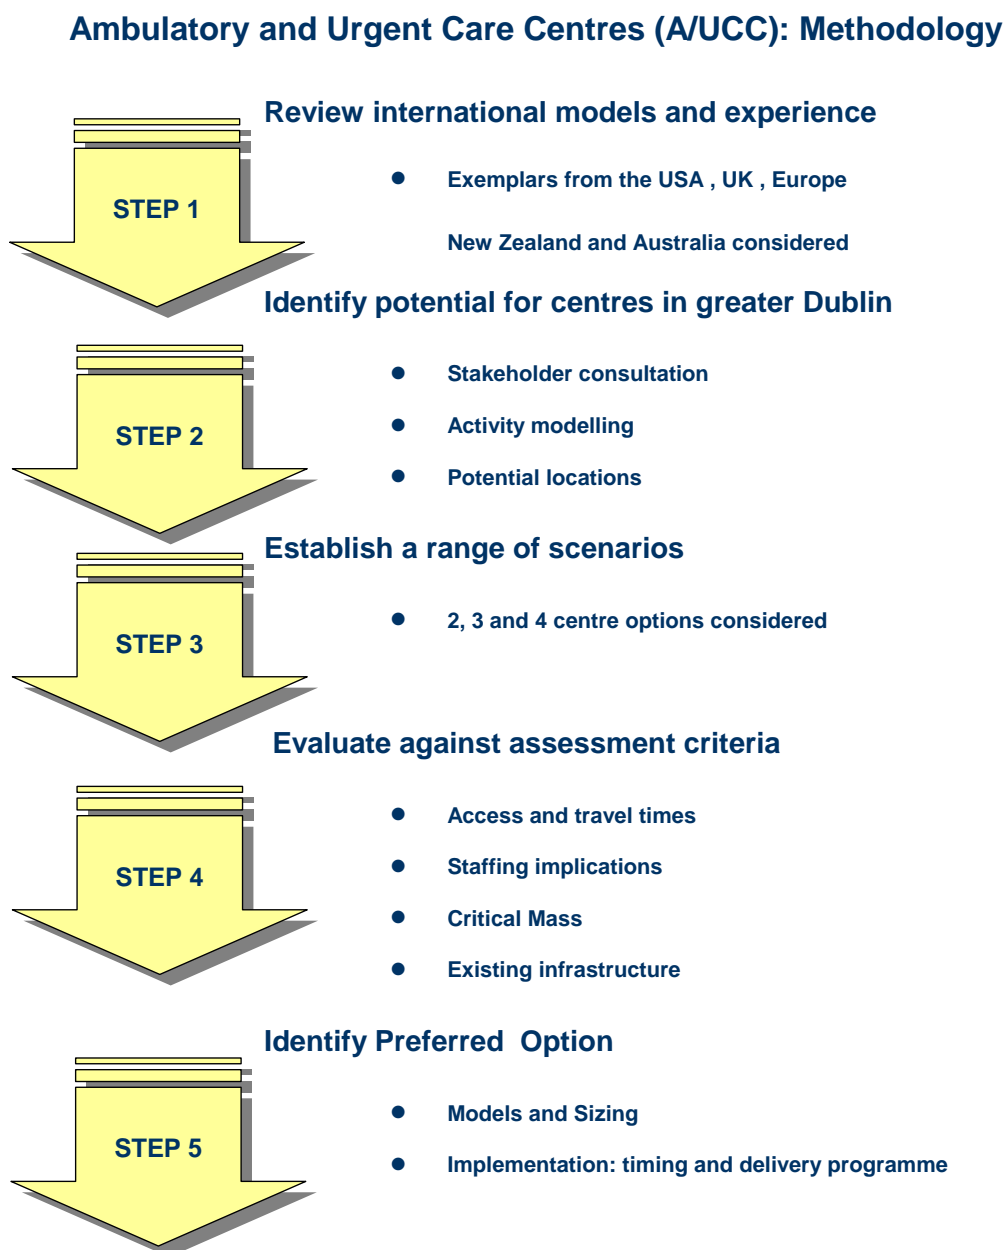 Ambulatory and Urgent Care Centres (A/UCC): Methodology
Review international models and experience
STEP 1
● Exemplars from the USA , UK , Europe
New Zealand and Australia considered
Identify potential for centres in greater Dublin
STEP 2
● Stakeholder consultation
● Activity modelling
● Potential locations
Establish a range of scenarios
STEP 3
● 2, 3 and 4 centre options considered
Evaluate against assessment criteria
STEP 4
● Access and travel times
● Staffing implications
● Critical Mass
● Existing infrastructure
Identify Preferred  Option
STEP 5
● Models and Sizing
● Implementation: timing and delivery programme